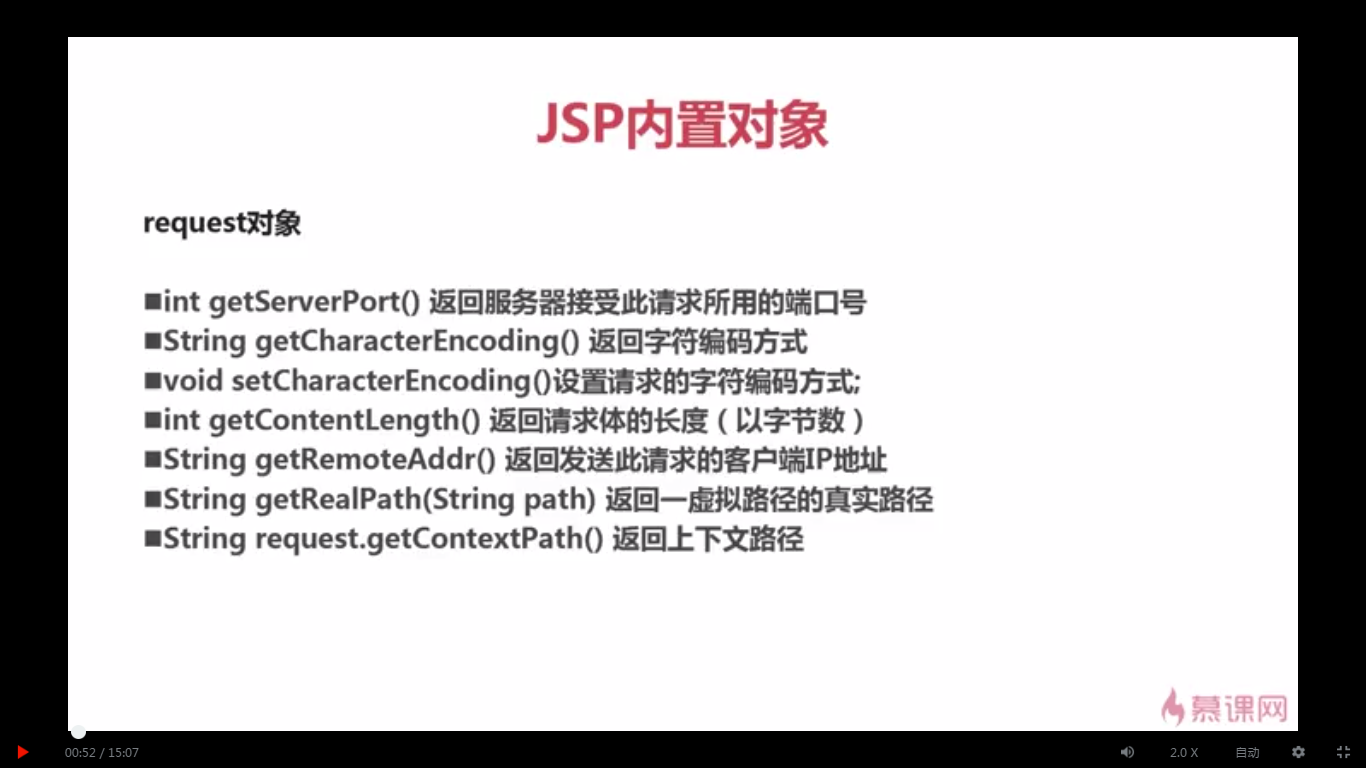 JSP内置对象
request对象
■int getServerPort() 返回服务器接受此请求所用的端口号
■String getCharacterEncoding() 返回字符编码方式
■void setCharacterEncoding()设置请求的字符编码方式;
■int getContentLength() 返回请求体的长度（以字节数）
■String getRemoteAddr() 返回发送此请求的客户端IP地址
■String getRealPath(String path) 返回一虚拟路径的真实路径
■String request.getContextPath() 返回上下文路径
慕课网
00:52 / 15:07
2.0 X
自动